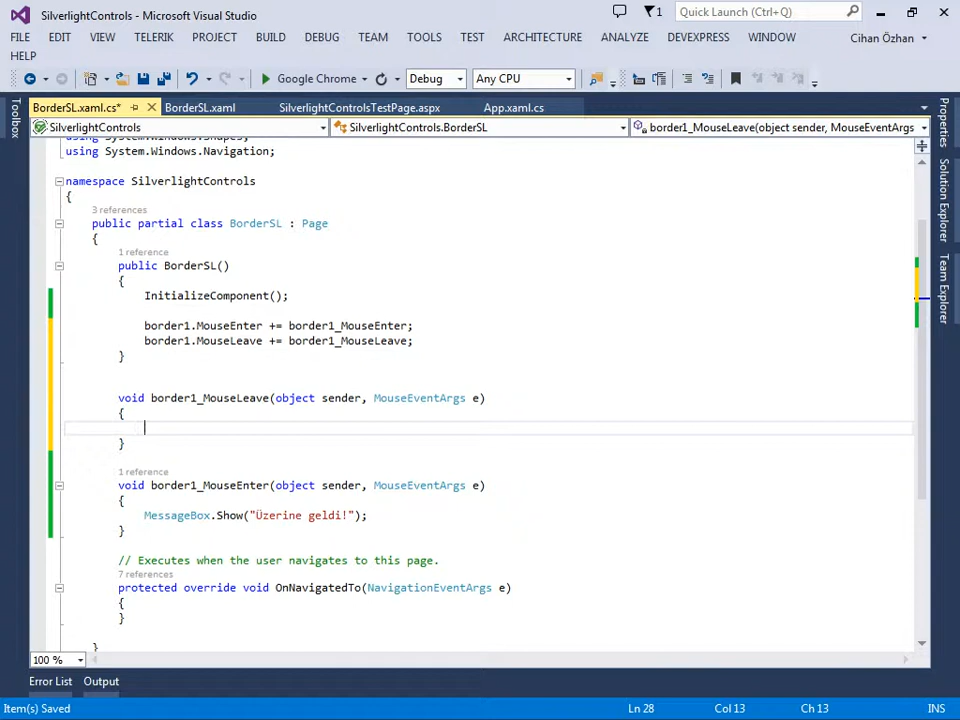 SilverlightControls - Microsoft Visual Studio
1
Quick Launch (Ctrl+Q)
FILE EDIT VIEW TELERIK PROJECT BUILD DEBUG TEAM TOOLS TEST ARCHITECTURE ANALYZE DEVEXPRESS WINDOW
Cihan Özhan
HELP
Google Chrome
Debug
Any CPU
Toolbox
BorderSL.xaml.cs*
BorderSL.xaml
SilverlightControlsTestPage.aspx
App.xaml.cs
Properties
Solution Explorer
Team Explorer
SilverlightControls
SilverlightControls.BorderSL
border1_MouseLeave(object sender, MouseEventArgs
using System.Windows.Shapes;
using System.Windows.Navigation;
namespace SilverlightControls
{
3 references
public partial class BorderSL : Page
{
1 reference
public BorderSL()
{
InitializeComponent();
border1.MouseEnter += border1_MouseEnter;
border1.MouseLeave += border1_MouseLeave;
}
void border1_MouseLeave(object sender, MouseEventArgs e)
{
}
1 reference
void border1_MouseEnter(object sender, MouseEventArgs e)
{
MessageBox.Show("Üzerine geldi!");
}
// Executes when the user navigates to this page.
7 references
protected override void OnNavigatedTo(NavigationEventArgs e)
{
}
}
100 %
Error List Output
Item(s) Saved
Ln 28
Col 13
Ch 13
INS